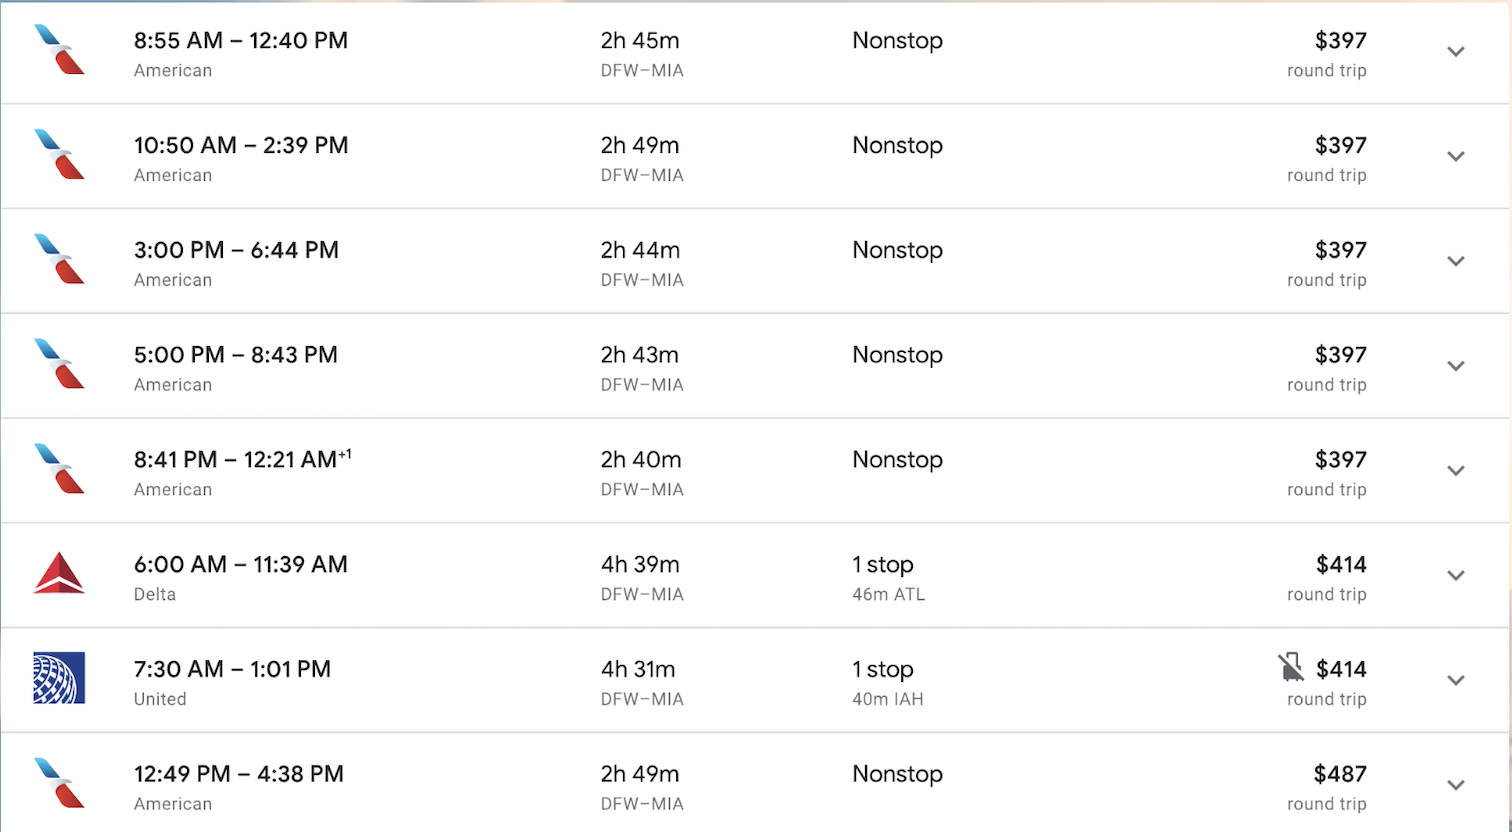 8:55 AM – 12:40 PM 2h 45m Nonstop $397
American DFW–MIA round trip
10:50 AM – 2:39 PM 2h 49m Nonstop $397
American DFW–MIA round trip
3:00 PM – 6:44 PM 2h 44m Nonstop $397
American DFW–MIA round trip
5:00 PM – 8:43 PM 2h 43m Nonstop $397
American DFW–MIA round trip
8:41 PM – 12:21 AM+1 2h 40m Nonstop $397
American DFW–MIA round trip
6:00 AM – 11:39 AM 4h 39m 1 stop $414
Delta DFW–MIA 46m ATL round trip
7:30 AM – 1:01 PM 4h 31m 1 stop $414
United DFW–MIA 40m IAH round trip
12:49 PM – 4:38 PM 2h 49m Nonstop $487
American DFW–MIA round trip